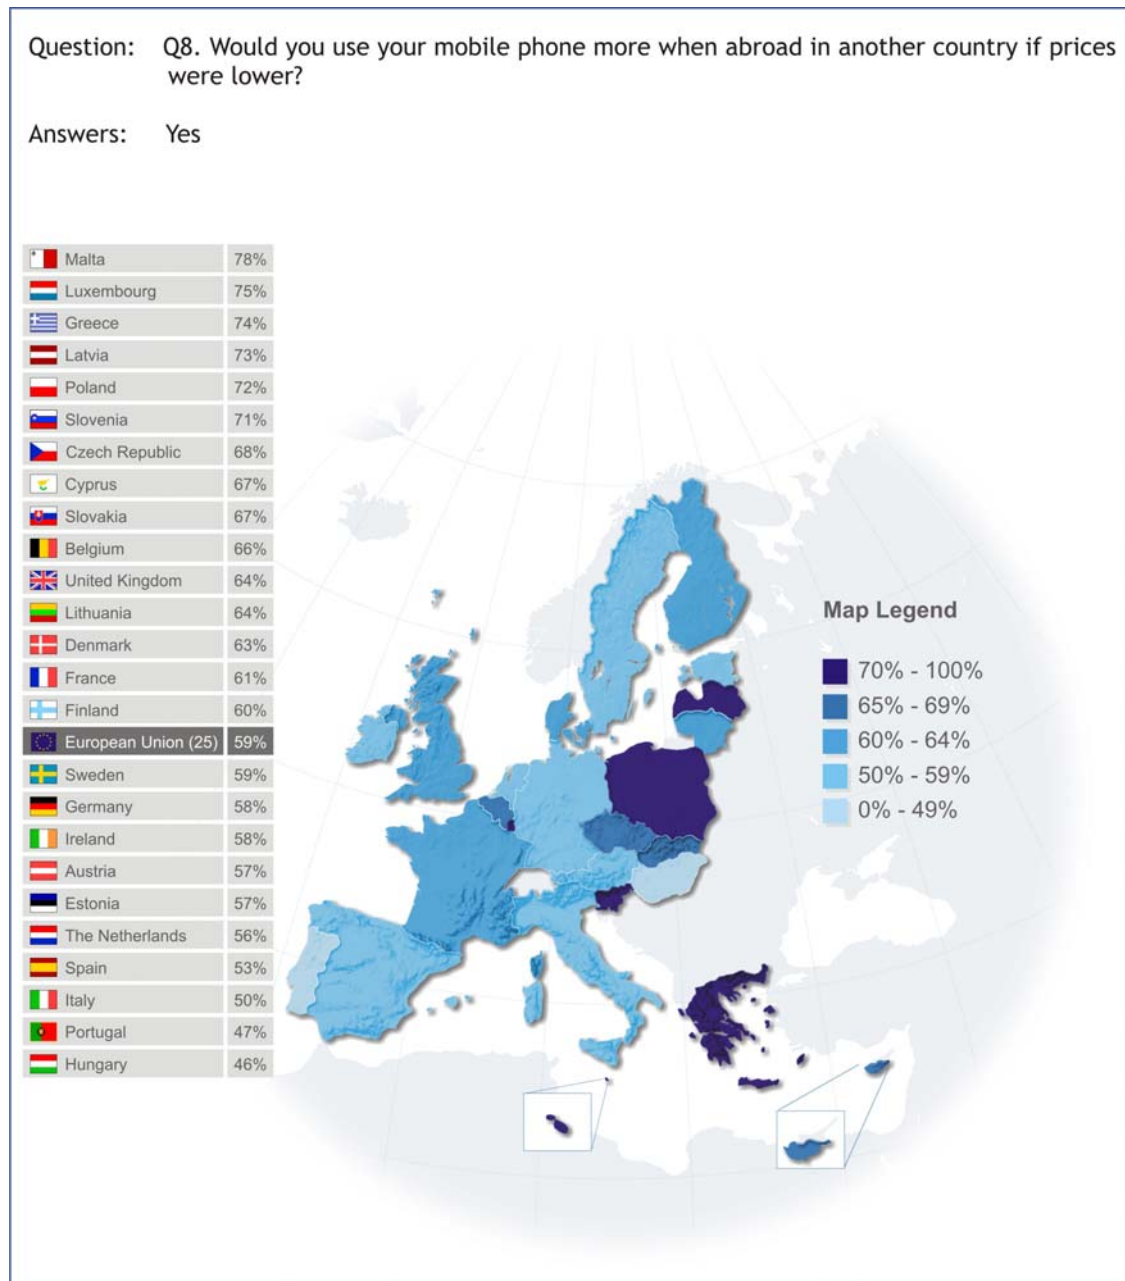 Question: Q8. Would you use your mobile phone more when abroad in another country if prices
were lower?
Answers: Yes
Malta 78%
Luxembourg 75%
Greece 74%
Latvia 73%
Poland 72%
Slovenia 71%
Czech Republic 68%
Cyprus 67%
Slovakia 67%
Belgium 66%
United Kingdom 64%
Lithuania 64%
Denmark 63%
France 61%
Finland 60%
European Union (25) 59%
Sweden 59%
Germany 58%
Ireland 58%
Austria 57%
Estonia 57%
The Netherlands 56%
Spain 53%
Italy 50%
Portugal 47%
Hungary 46%
Map Legend
70% - 100%
65% - 69%
60% - 64%
50% - 59%
0% - 49%